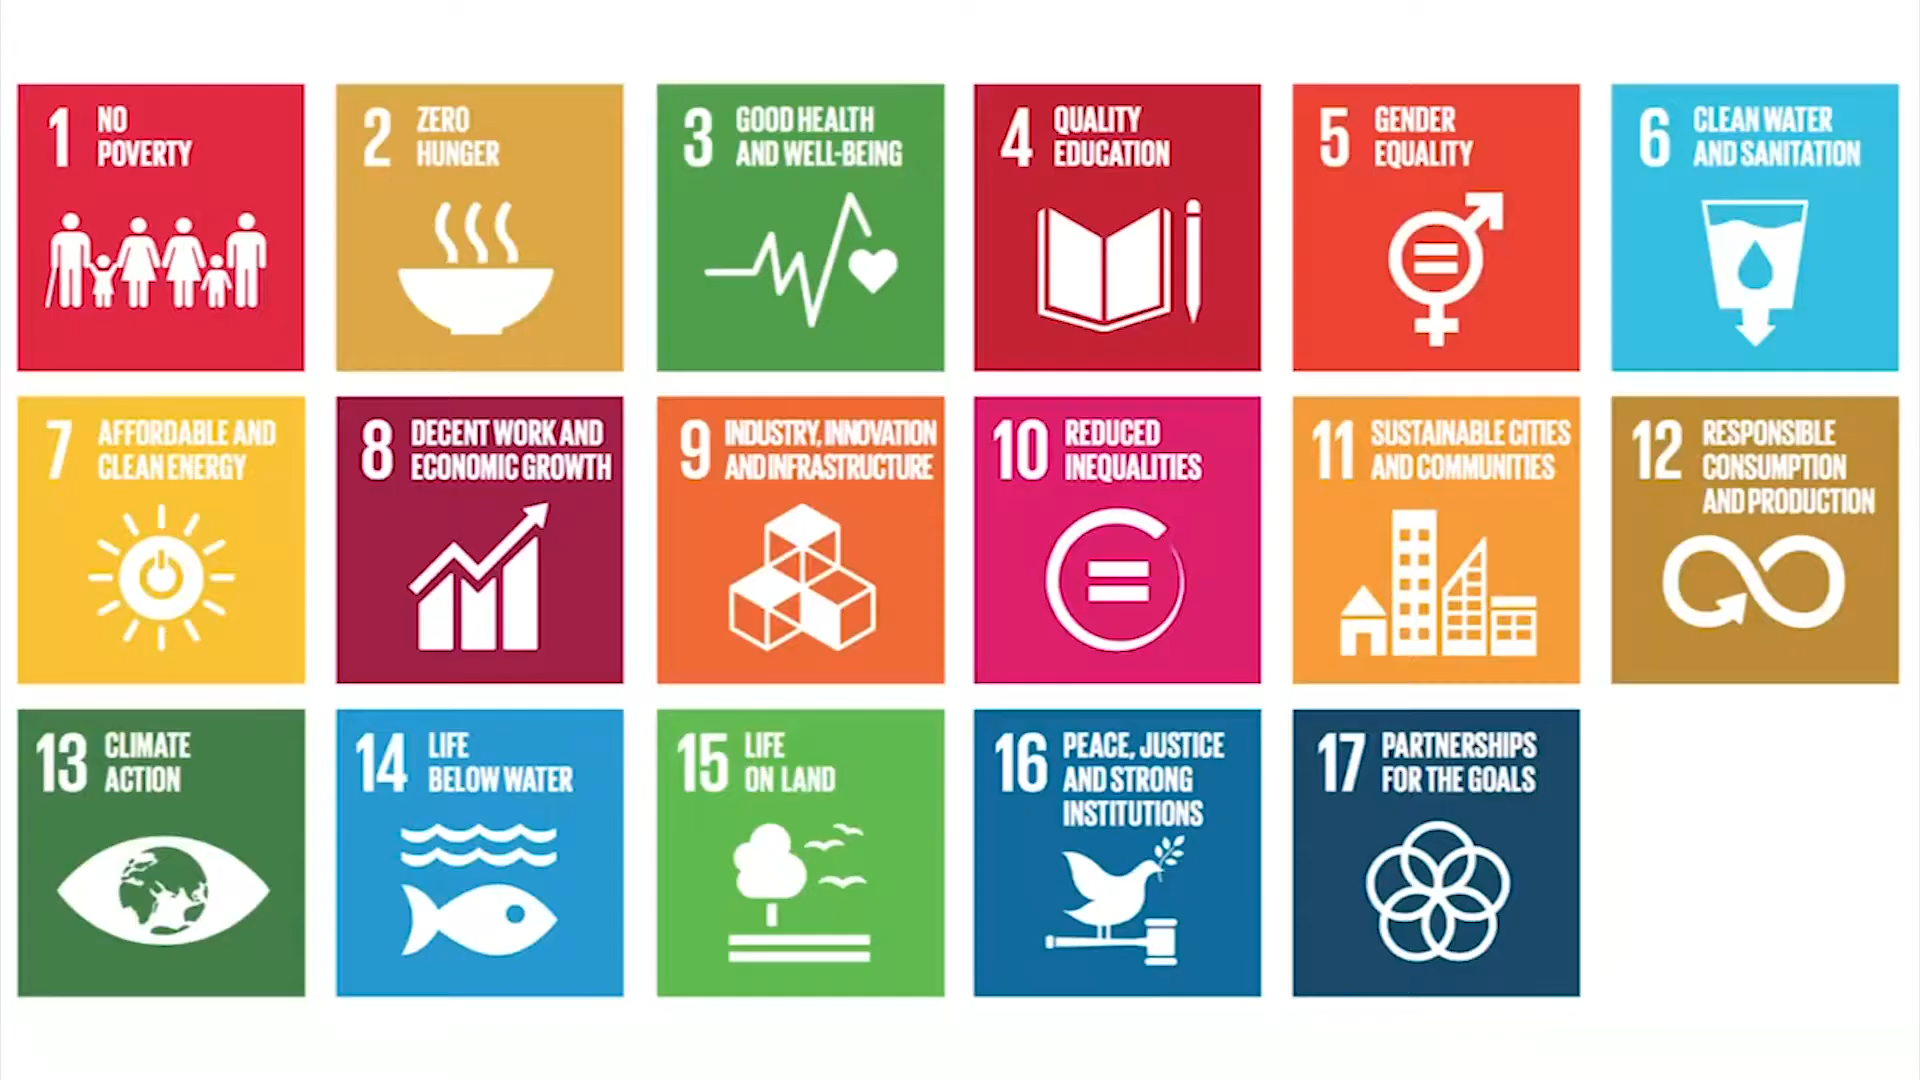 1 NO
POVERTY
2 ZERO
HUNGER
3 GOOD HEALTH
AND WELL-BEING
4 QUALITY
EDUCATION
5 GENDER
EQUALITY
6 CLEAN WATER
AND SANITATION
7 AFFORDABLE AND
CLEAN ENERGY
8 DECENT WORK AND
ECONOMIC GROWTH
9 INDUSTRY, INNOVATION
AND INFRASTRUCTURE
10 REDUCED
INEQUALITIES
11 SUSTAINABLE CITIES
AND COMMUNITIES
12 RESPONSIBLE
CONSUMPTION
AND PRODUCTION
13 CLIMATE
ACTION
14 LIFE
BELOW WATER
15 LIFE
ON LAND
16 PEACE, JUSTICE
AND STRONG
INSTITUTIONS
17 PARTNERSHIPS
FOR THE GOALS